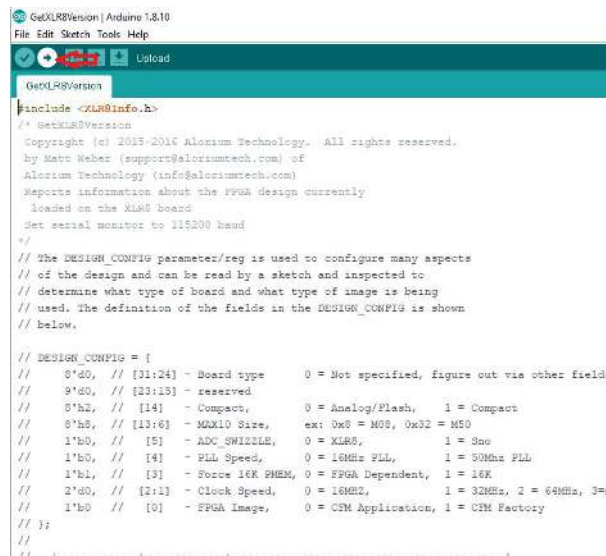 GetXLR8Version | Arduino 1.8.10
File Edit Sketch Tools Help
Upload
GetXLR8Version
#include <XLR8Info.h>
/* GetXLR8Version
Copyright (c) 2015-2016 Alorium Technology.  All rights reserved.
by Matt Weber (support@aloriumtech.com) of
Alorium Technology (info@aloriumtech.com)
Reports information about the FPGA design currently
loaded on the XLR8 board
Set serial monitor to 115200 baud
*/
// The DESIGN_CONFIG parameter/reg is used to configure many aspects
// of the design and can be read by a sketch and inspected to
// determine what type of board and what type of image is being
// used. The definition of the fields in the DESIGN_CONFIG is shown
// below.
// DESIGN_CONFIG = {
// 8'd0, // [31:24] - Board type 0 = Not specified, figure out via other field
// 9'd0, // [23:15] - reserved
// 8'h2, // [14] - Compact, 0 = Analog/Flash, 1 = Compact
// 8'h8, // [13:6] - MAX10 Size, ex: 0x8 = M08, 0x32 = M50
// 1'b0, // [5] - ADC_SWIZZLE, 0 = XLR8, 1 = Sno
// 1'b0, // [4] - PLL Speed, 0 = 16MHz PLL, 1 = 50Mhz PLL
// 1'b1, // [3] - Force 16K PMEM, 0 = FPGA Dependent, 1 = 16K
// 2'd0, // [2:1] - Clock Speed, 0 = 16MHZ, 1 = 32MHz, 2 = 64MHz, 3=
// 1'b0 // [0] - FPGA Image, 0 = CFM Application, 1 = CFM Factory
// };
//